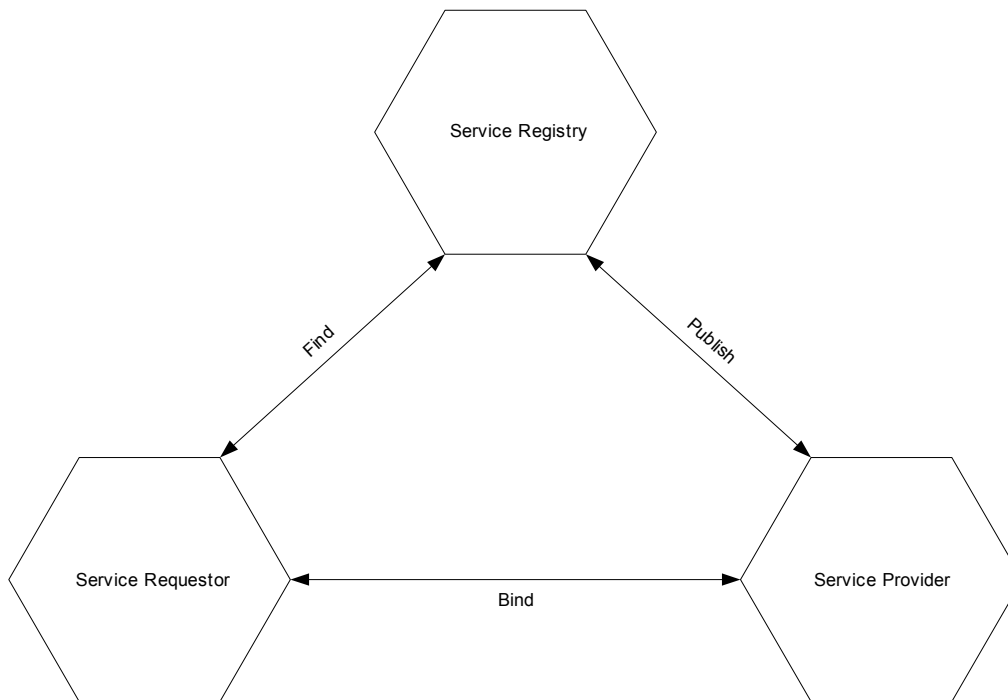 Service Registry
Find
Publish
Service Requestor
Service Provider
Bind